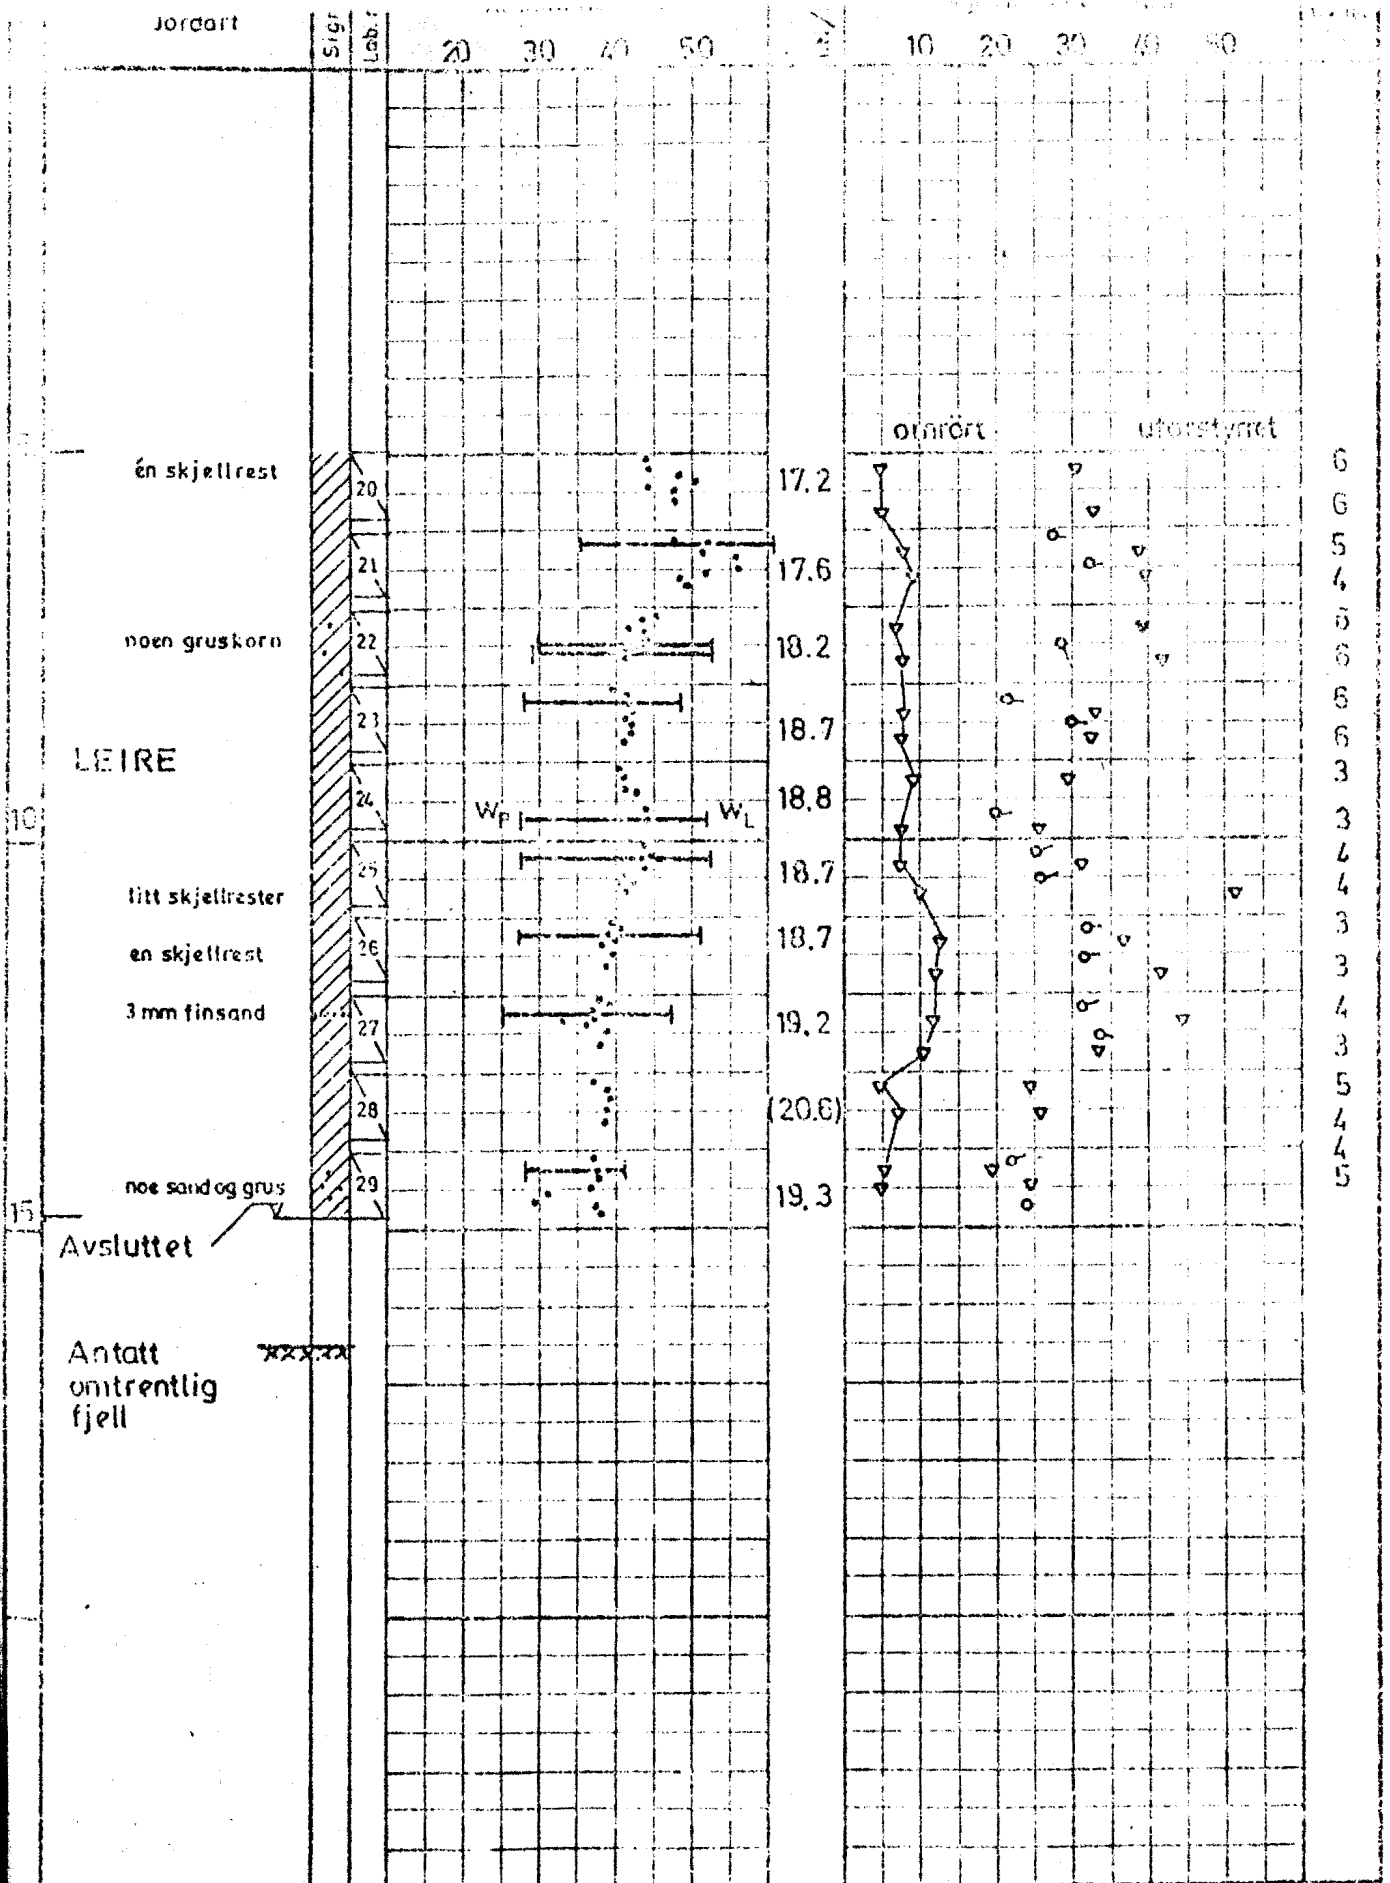 Jordart Sign Lab. 20 30 40 50 10 20 30 40 50
omrört uforstyrret
én skjellrest 20 17.2 6
6
21 17.6 5
4
noen gruskorn 22 18.2 6
6
23 18.7 6
LEIRE 6
24 18.8 3
10 Wp WL 3
25 18.7 4
litt skjellrester 4
26 18.7 3
en skjellrest 3
3 mm finsand 27 19.2 4
3
28 (20.6) 5
4
4
noe sand og grus 29 19.3 5
15
Avsluttet
Antatt
omtrentlig
fjell